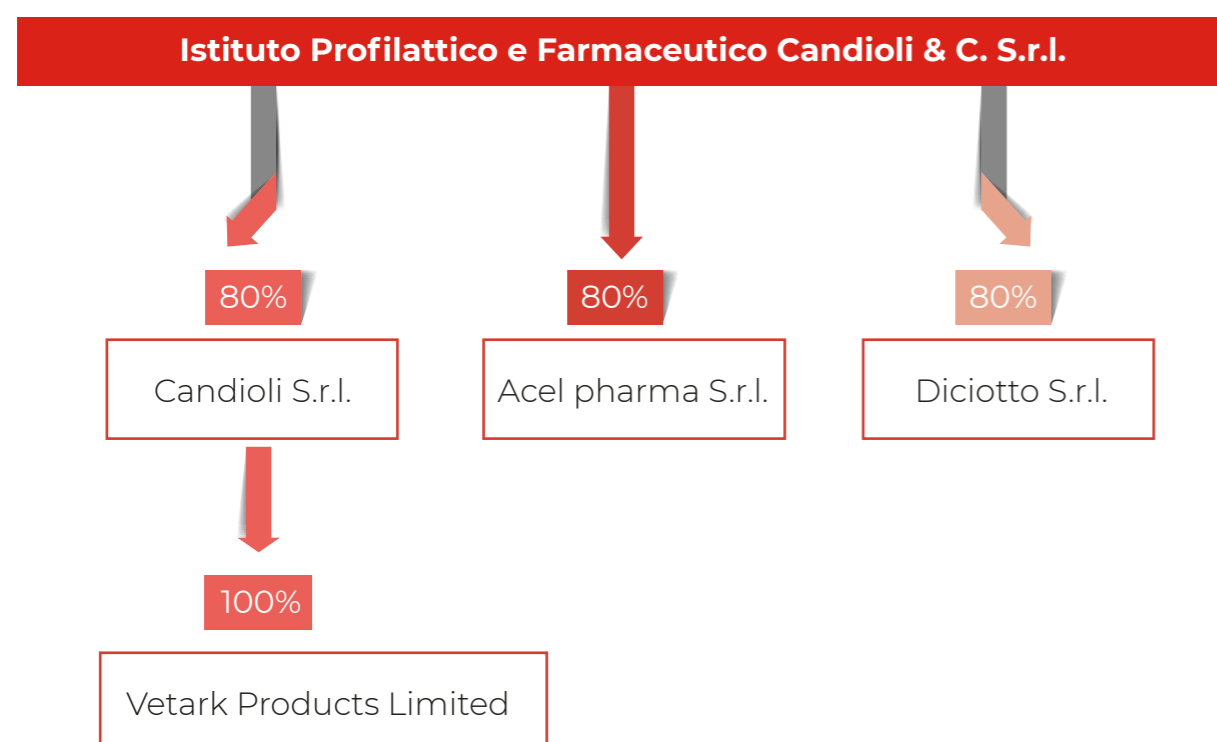 Istituto Profilattico e Farmaceutico Candioli & C. S.r.l.
80%
80%
80%
Candioli S.r.l.
Acel pharma S.r.l.
Diciotto S.r.l.
100%
Vetark Products Limited